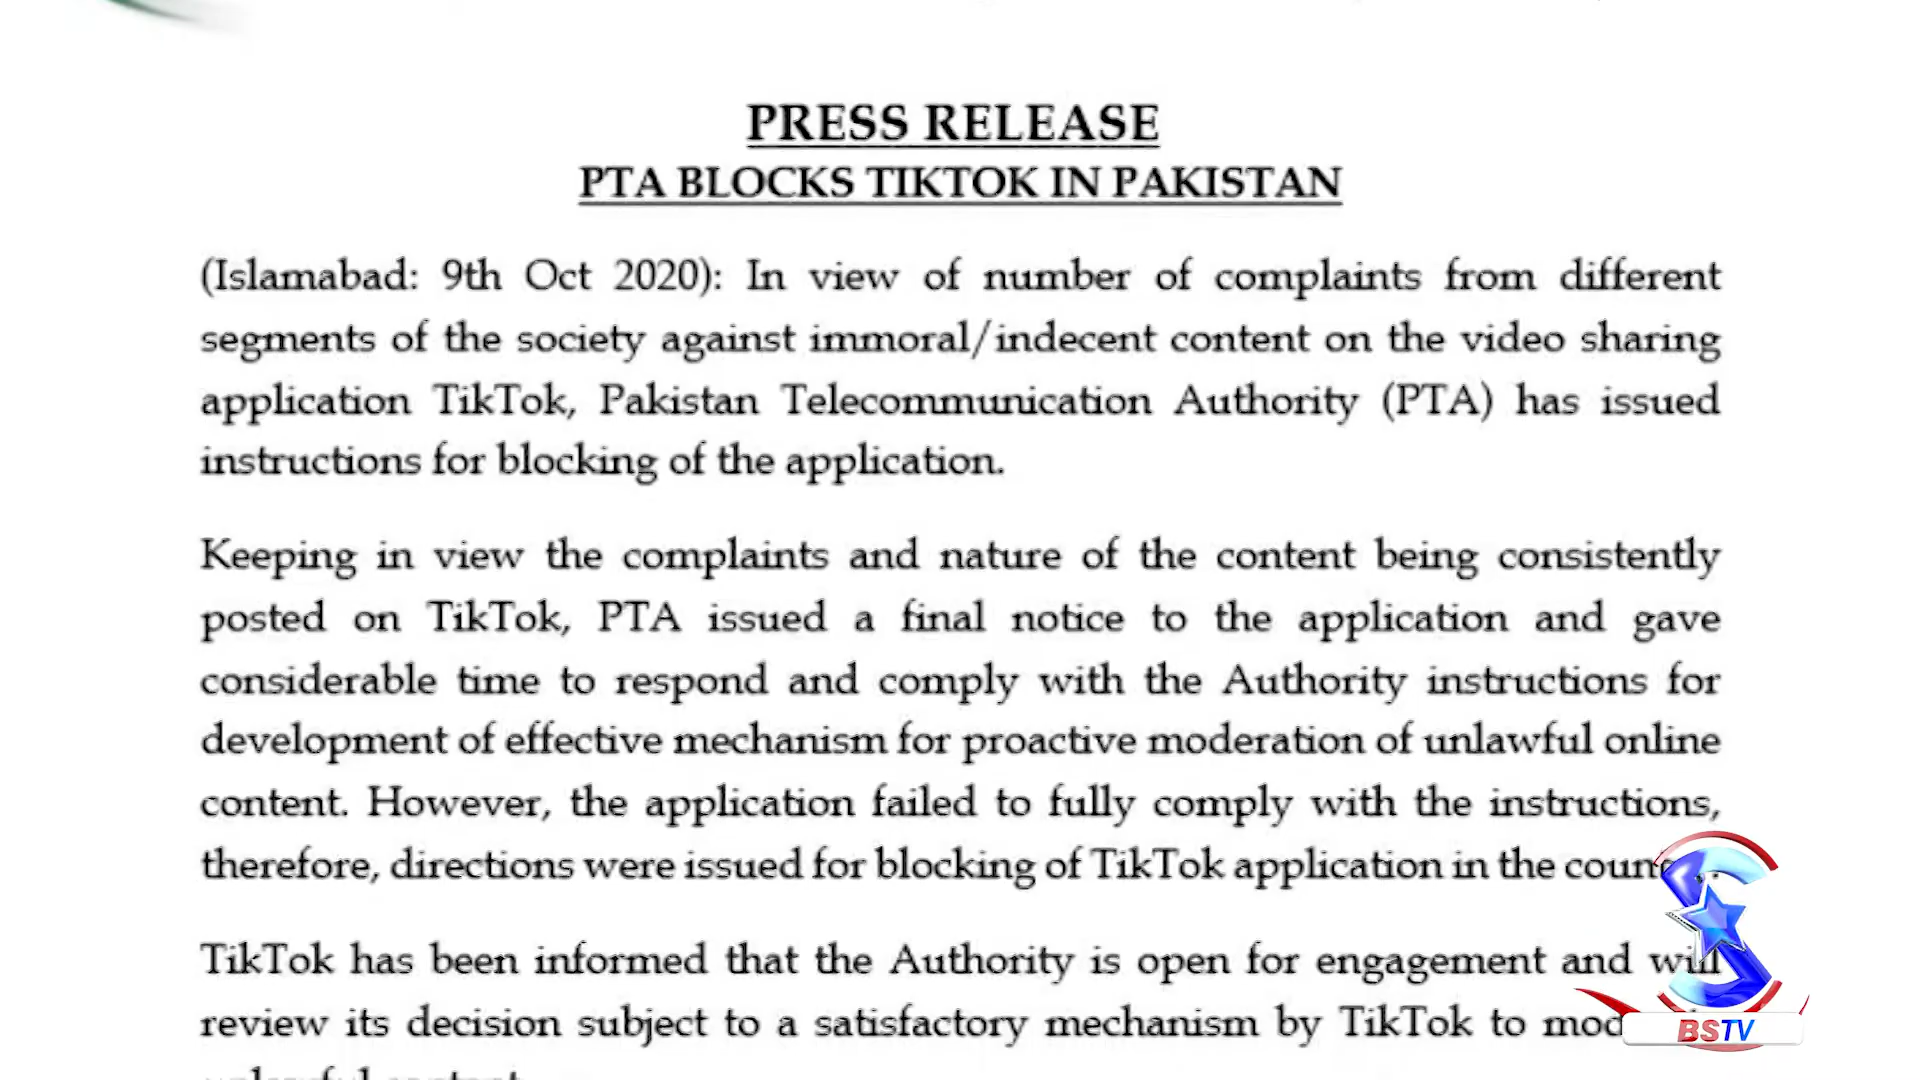 PRESS RELEASE
PTA BLOCKS TIKTOK IN PAKISTAN
(Islamabad: 9th Oct 2020): In view of number of complaints from different
segments of the society against immoral/indecent content on the video sharing
application TikTok, Pakistan Telecommunication Authority (PTA) has issued
instructions for blocking of the application.
Keeping in view the complaints and nature of the content being consistently
posted on TikTok, PTA issued a final notice to the application and gave
considerable time to respond and comply with the Authority instructions for
development of effective mechanism for proactive moderation of unlawful online
content. However, the application failed to fully comply with the instructions,
therefore, directions were issued for blocking of TikTok application in the
TikTok has been informed that the Authority is open for engagement and will
review its decision subject to a satisfactory mechanism by TikTok to
BSTV